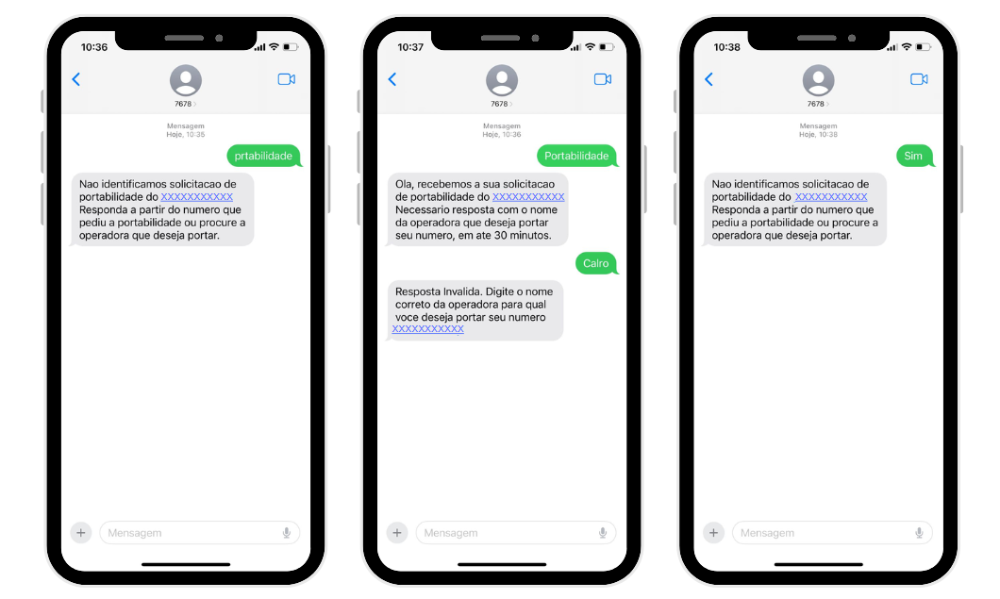 10:36
7678
Mensagem
Hoje, 10:35
prtabilidade
Nao identificamos solicitacao de
portabilidade do XXXXXXXXXXX
Responda a partir do numero que
pediu a portabilidade ou procure a
operadora que deseja portar.
Mensagem
10:37
7678
Mensagem
Hoje, 10:36
Portabilidade
Ola, recebemos a sua solicitacao
de portabilidade do XXXXXXXXXXX
Necessario resposta com o nome
da operadora que deseja portar
seu numero, em ate 30 minutos.
Calro
Resposta Invalida. Digite o nome
correto da operadora para qual
voce deseja portar seu numero
XXXXXXXXXXX
Mensagem
10:38
7678
Mensagem
Hoje, 10:38
Sim
Nao identificamos solicitacao de
portabilidade do XXXXXXXXXXX
Responda a partir do numero que
pediu a portabilidade ou procure a
operadora que deseja portar.
Mensagem